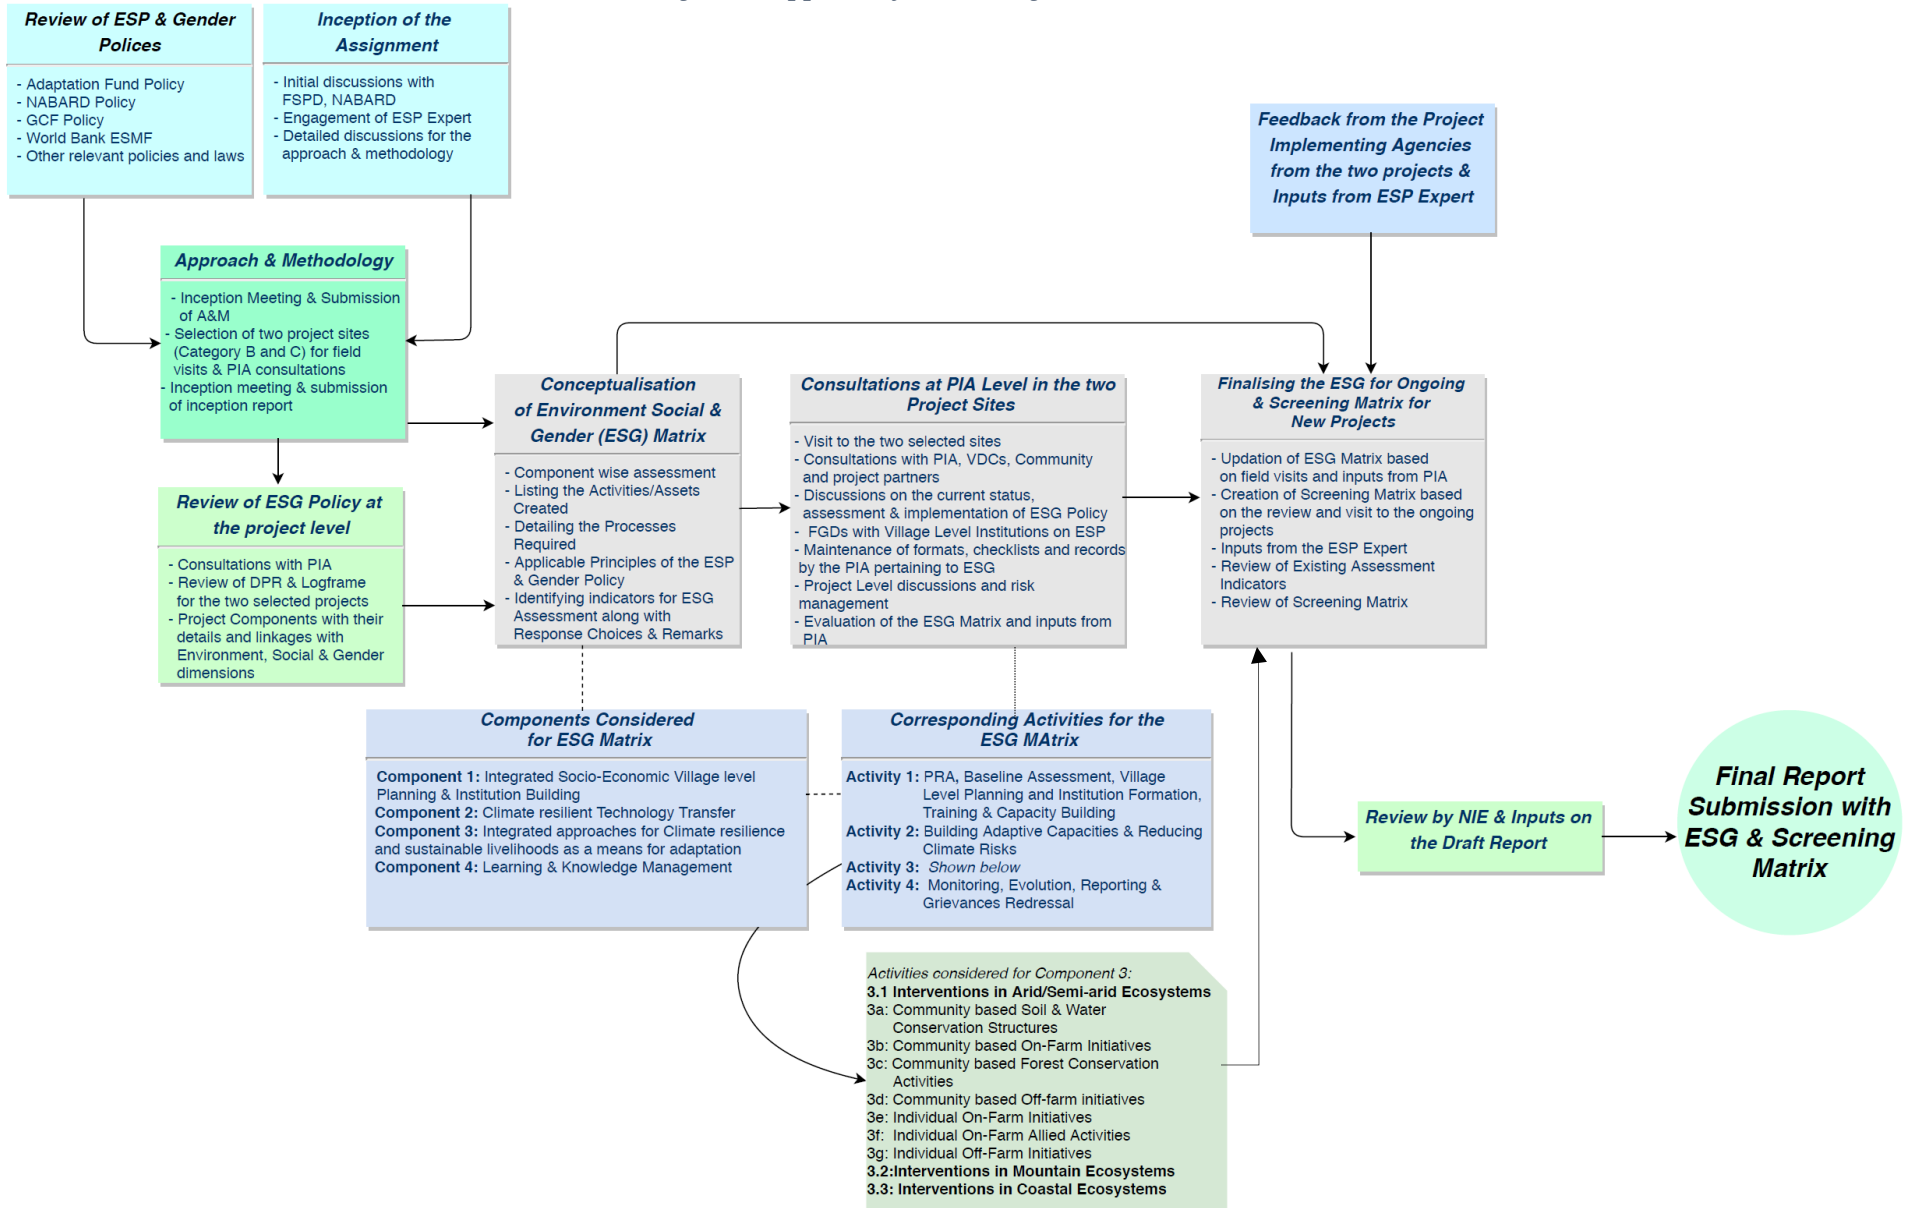 Review of ESP & Gender
Polices
- Adaptation Fund Policy
- NABARD Policy
- GCF Policy
- World Bank ESMF
- Other relevant policies and laws
Inception of the
Assignment
- Initial discussions with
FSPD, NABARD
- Engagement of ESP Expert
- Detailed discussions for the
approach & methodology
Feedback from the Project
Implementing Agencies
from the two projects &
Inputs from ESP Expert
Approach & Methodology
- Inception Meeting & Submission
of A&M
- Selection of two project sites
(Category B and C) for field
visits & PIA consultations
- Inception meeting & submission
of inception report
Review of ESG Policy at
the project level
- Consultations with PIA
- Review of DPR & Logframe
for the two selected projects
- Project Components with their
details and linkages with
Environment, Social & Gender
dimensions
Conceptualisation
of Environment Social &
Gender (ESG) Matrix
- Component wise assessment
- Listing the Activities/Assets
Created
- Detailing the Processes
Required
- Applicable Principles of the ESP
& Gender Policy
- Identifying indicators for ESG
Assessment along with
Response Choices & Remarks
Consultations at PIA Level in the two
Project Sites
- Visit to the two selected sites
- Consultations with PIA, VDCs, Community
and project partners
- Discussions on the current status,
assessment & implementation of ESG Policy
- FGDs with Village Level Institutions on ESP
- Maintenance of formats, checklists and records
by the PIA pertaining to ESG
- Project Level discussions and risk
management
- Evaluation of the ESG Matrix and inputs from
PIA
Finalising the ESG for Ongoing
& Screening Matrix for
New Projects
- Updation of ESG Matrix based
on field visits and inputs from PIA
- Creation of Screening Matrix based
on the review and visit to the ongoing
projects
- Inputs from the ESP Expert
- Review of Existing Assessment
Indicators
- Review of Screening Matrix
Components Considered
for ESG Matrix
Component 1: Integrated Socio-Economic Village level
Planning & Institution Building
Component 2: Climate resilient Technology Transfer
Component 3: Integrated approaches for Climate resilience
and sustainable livelihoods as a means for adaptation
Component 4: Learning & Knowledge Management
Corresponding Activities for the
ESG MAtrix
Activity 1: PRA, Baseline Assessment, Village
Level Planning and Institution Formation,
Training & Capacity Building
Activity 2: Building Adaptive Capacities & Reducing
Climate Risks
Activity 3: Shown below
Activity 4: Monitoring, Evolution, Reporting &
Grievances Redressal
Activities considered for Component 3:
3.1 Interventions in Arid/Semi-arid Ecosystems
3a: Community based Soil & Water
Conservation Structures
3b: Community based On-Farm Initiatives
3c: Community based Forest Conservation
Activities
3d: Community based Off-farm initiatives
3e: Individual On-Farm Initiatives
3f: Individual On-Farm Allied Activities
3g: Individual Off-Farm Initiatives
3.2:Interventions in Mountain Ecosystems
3.3: Interventions in Coastal Ecosystems
Review by NIE & Inputs on
the Draft Report
Final Report
Submission with
ESG & Screening
Matrix